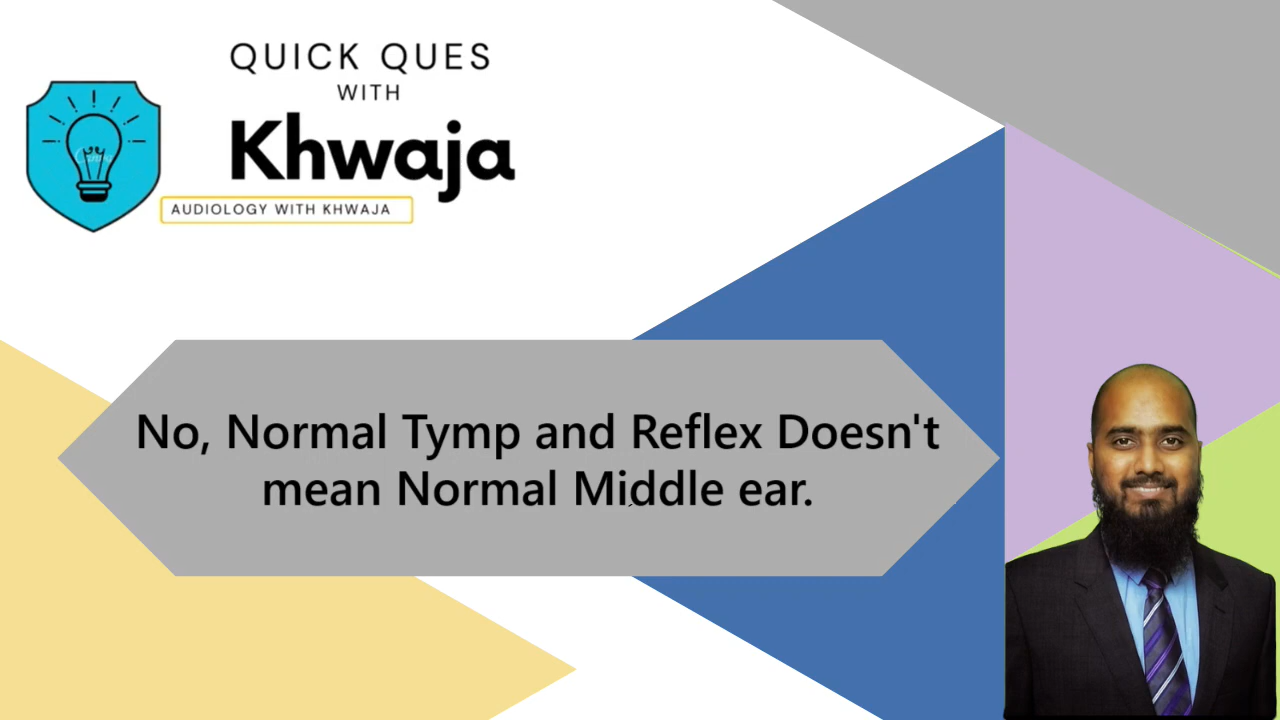 QUICK QUES
WITH
Khwaja
AUDIOLOGY WITH KHWAJA
No, Normal Tymp and Reflex Doesn't
mean Normal Middle ear.